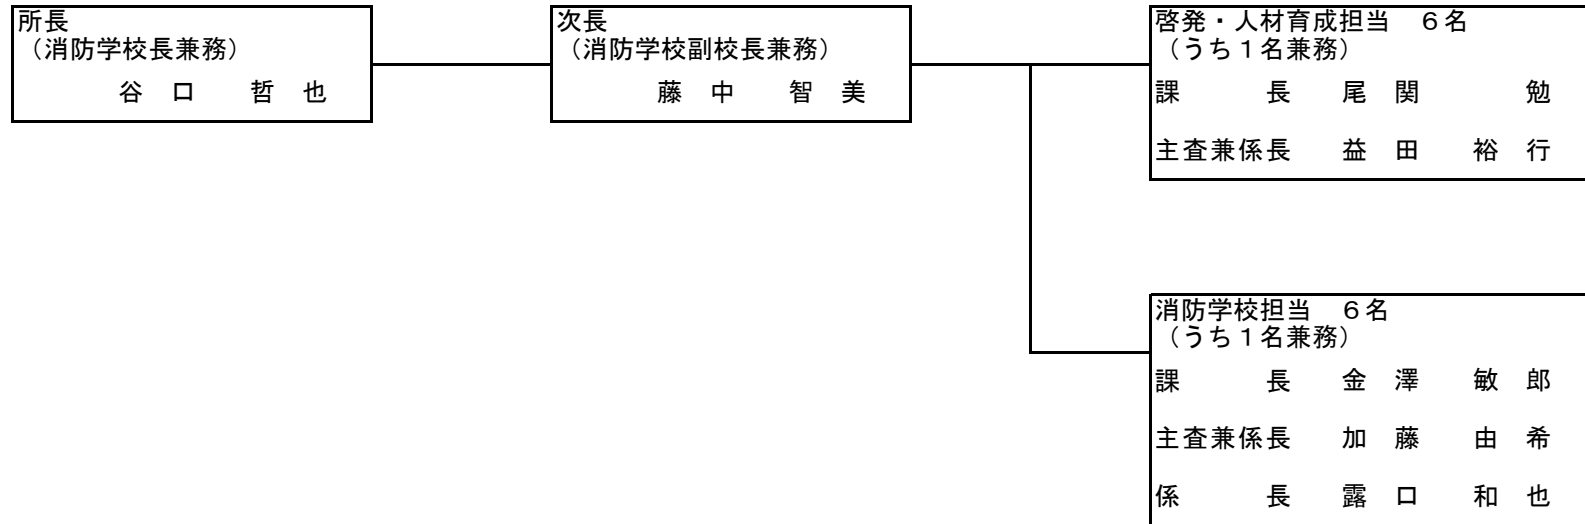 所長
（消防学校長兼務）
谷　口　　哲　也
次長
（消防学校副校長兼務）
藤　中　　智　美
啓発・人材育成担当　６名
（うち１名兼務）
課　　　長　　尾　関　　　　勉
主査兼係長　　益　田　　裕　行
消防学校担当　６名
（うち１名兼務）
課　　　長　　金　澤　　敏　郎
主査兼係長　　加　藤　　由　希
係　　　長　　露　口　　和　也